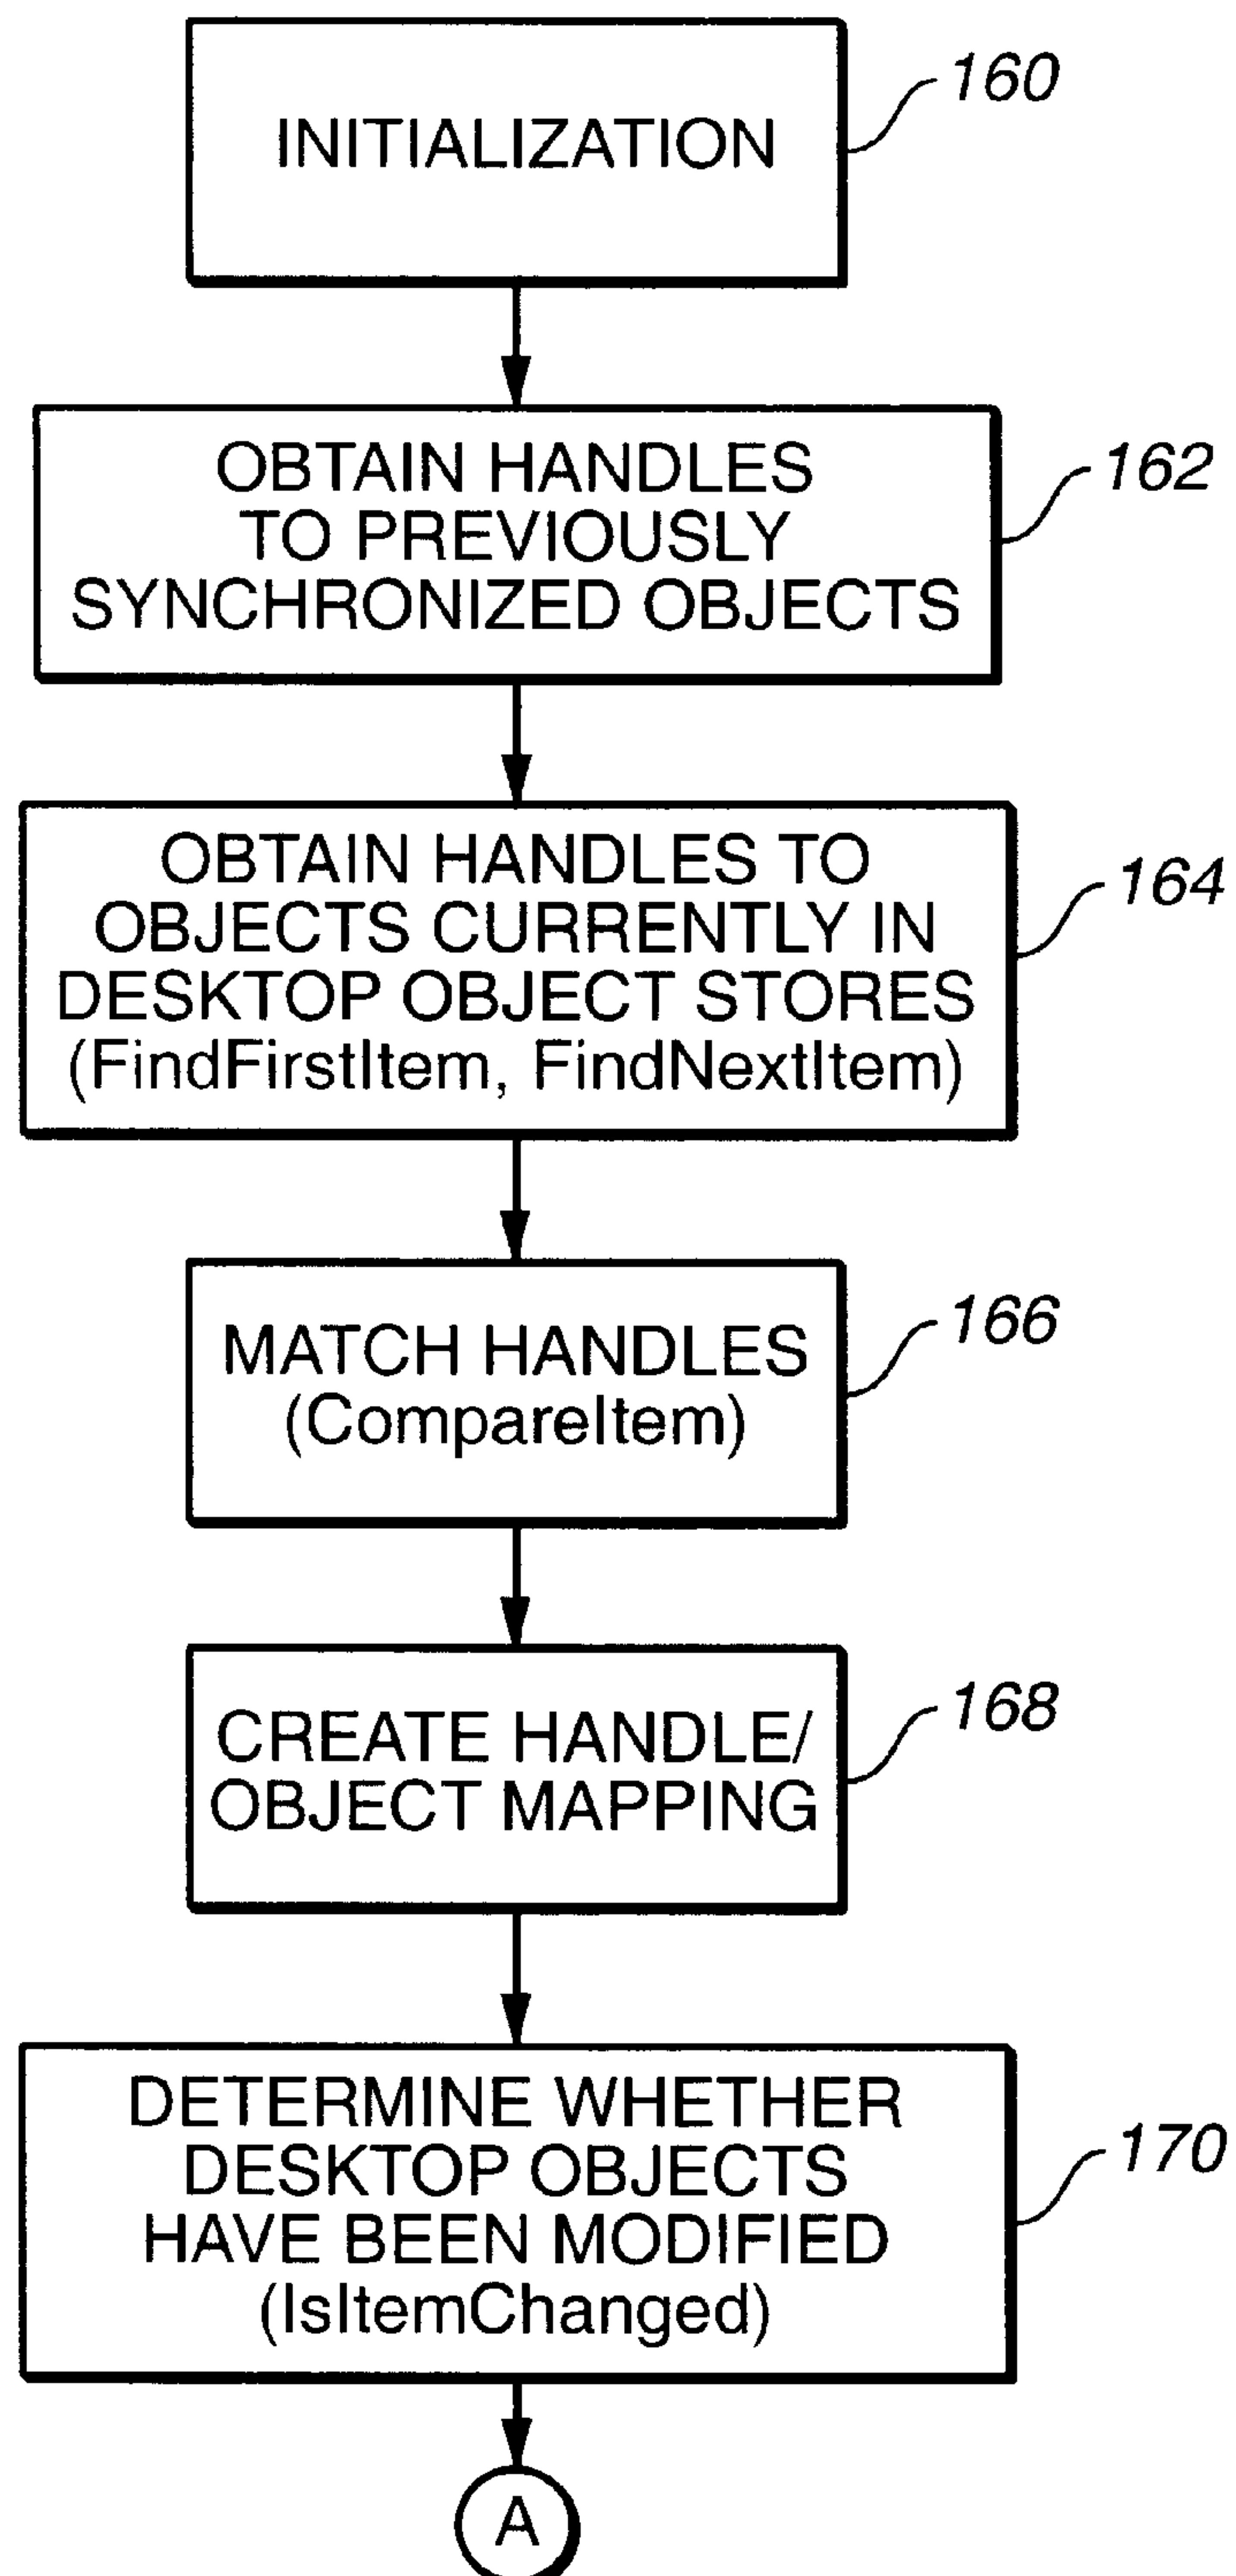 INITIALIZATION
160
OBTAIN HANDLES
TO PREVIOUSLY
SYNCHRONIZED OBJECTS
162
OBTAIN HANDLES TO
OBJECTS CURRENTLY IN
DESKTOP OBJECT STORES
(FindFirstItem, FindNextItem)
164
MATCH HANDLES
(CompareItem)
166
CREATE HANDLE/
OBJECT MAPPING
168
DETERMINE WHETHER
DESKTOP OBJECTS
HAVE BEEN MODIFIED
(IsItemChanged)
170
A